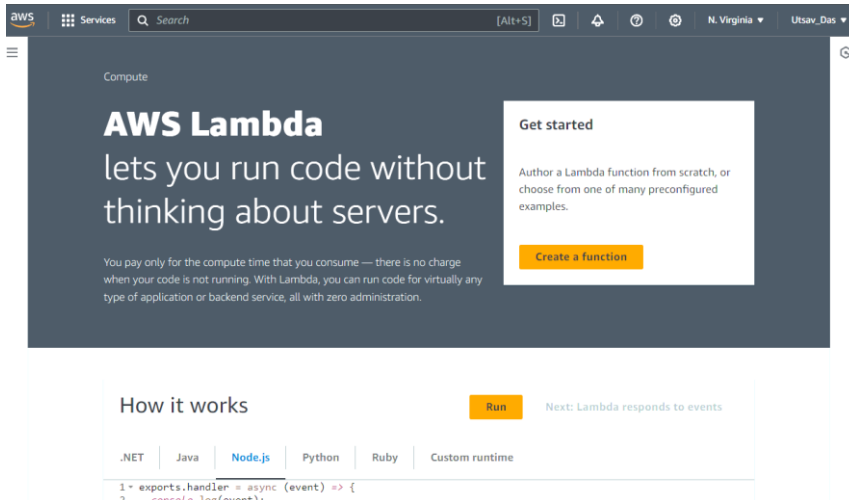 aws Services Search [Alt+S] N. Virginia ▼ Utsav_Das ▼
Compute
AWS Lambda
lets you run code without
thinking about servers.
You pay only for the compute time that you consume — there is no charge
when your code is not running. With Lambda, you can run code for virtually any
type of application or backend service, all with zero administration.
Get started
Author a Lambda function from scratch, or
choose from one of many preconfigured
examples.
Create a function
How it works
Run Next: Lambda responds to events
.NET Java Node.js Python Ruby Custom runtime
1 exports.handler = async (event) => {
2 console.log(event);